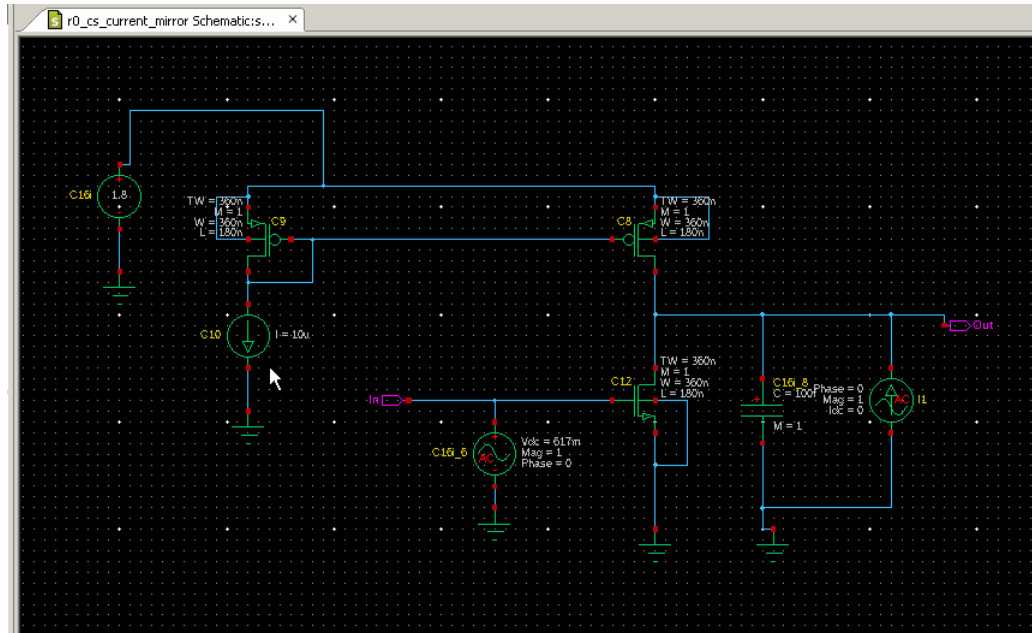 r0_cs_current_mirror Schematic:s... ×
C16i
1.8
+
-
TW = 360n
M = 1
W = 360n
L = 180n
C9
C8
TW = 360n
M = 1
W = 360n
L = 180n
C10
I = 10u
Out
In
C12
TW = 360n
M = 1
W = 360n
L = 180n
C16i_8
C = 100f
+
M = 1
Phase = 0
Mag = 1
Idc = 0
AC
I1
C16i_6
+
AC
-
Vdc = 617m
Mag = 1
Phase = 0